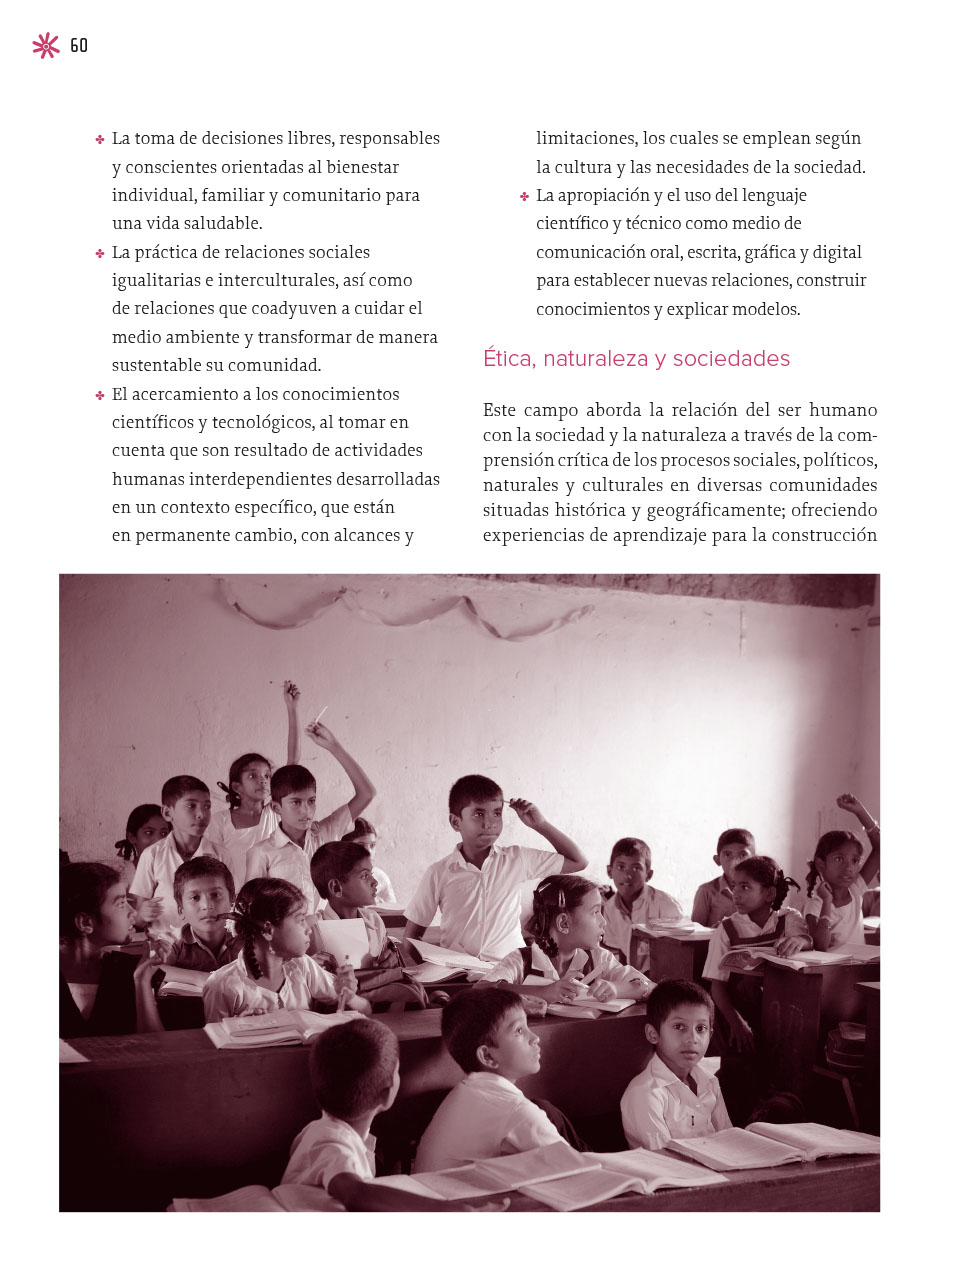 60
La toma de decisiones libres, responsables
y conscientes orientadas al bienestar
individual, familiar y comunitario para
una vida saludable.
La práctica de relaciones sociales
igualitarias e interculturales, así como
de relaciones que coadyuven a cuidar el
medio ambiente y transformar de manera
sustentable su comunidad.
El acercamiento a los conocimientos
científicos y tecnológicos, al tomar en
cuenta que son resultado de actividades
humanas interdependientes desarrolladas
en un contexto específico, que están
en permanente cambio, con alcances y
limitaciones, los cuales se emplean según
la cultura y las necesidades de la sociedad.
La apropiación y el uso del lenguaje
científico y técnico como medio de
comunicación oral, escrita, gráfica y digital
para establecer nuevas relaciones, construir
conocimientos y explicar modelos.
Ética, naturaleza y sociedades
Este campo aborda la relación del ser humano
con la sociedad y la naturaleza a través de la com-
prensión crítica de los procesos sociales, políticos,
naturales y culturales en diversas comunidades
situadas histórica y geográficamente; ofreciendo
experiencias de aprendizaje para la construcción